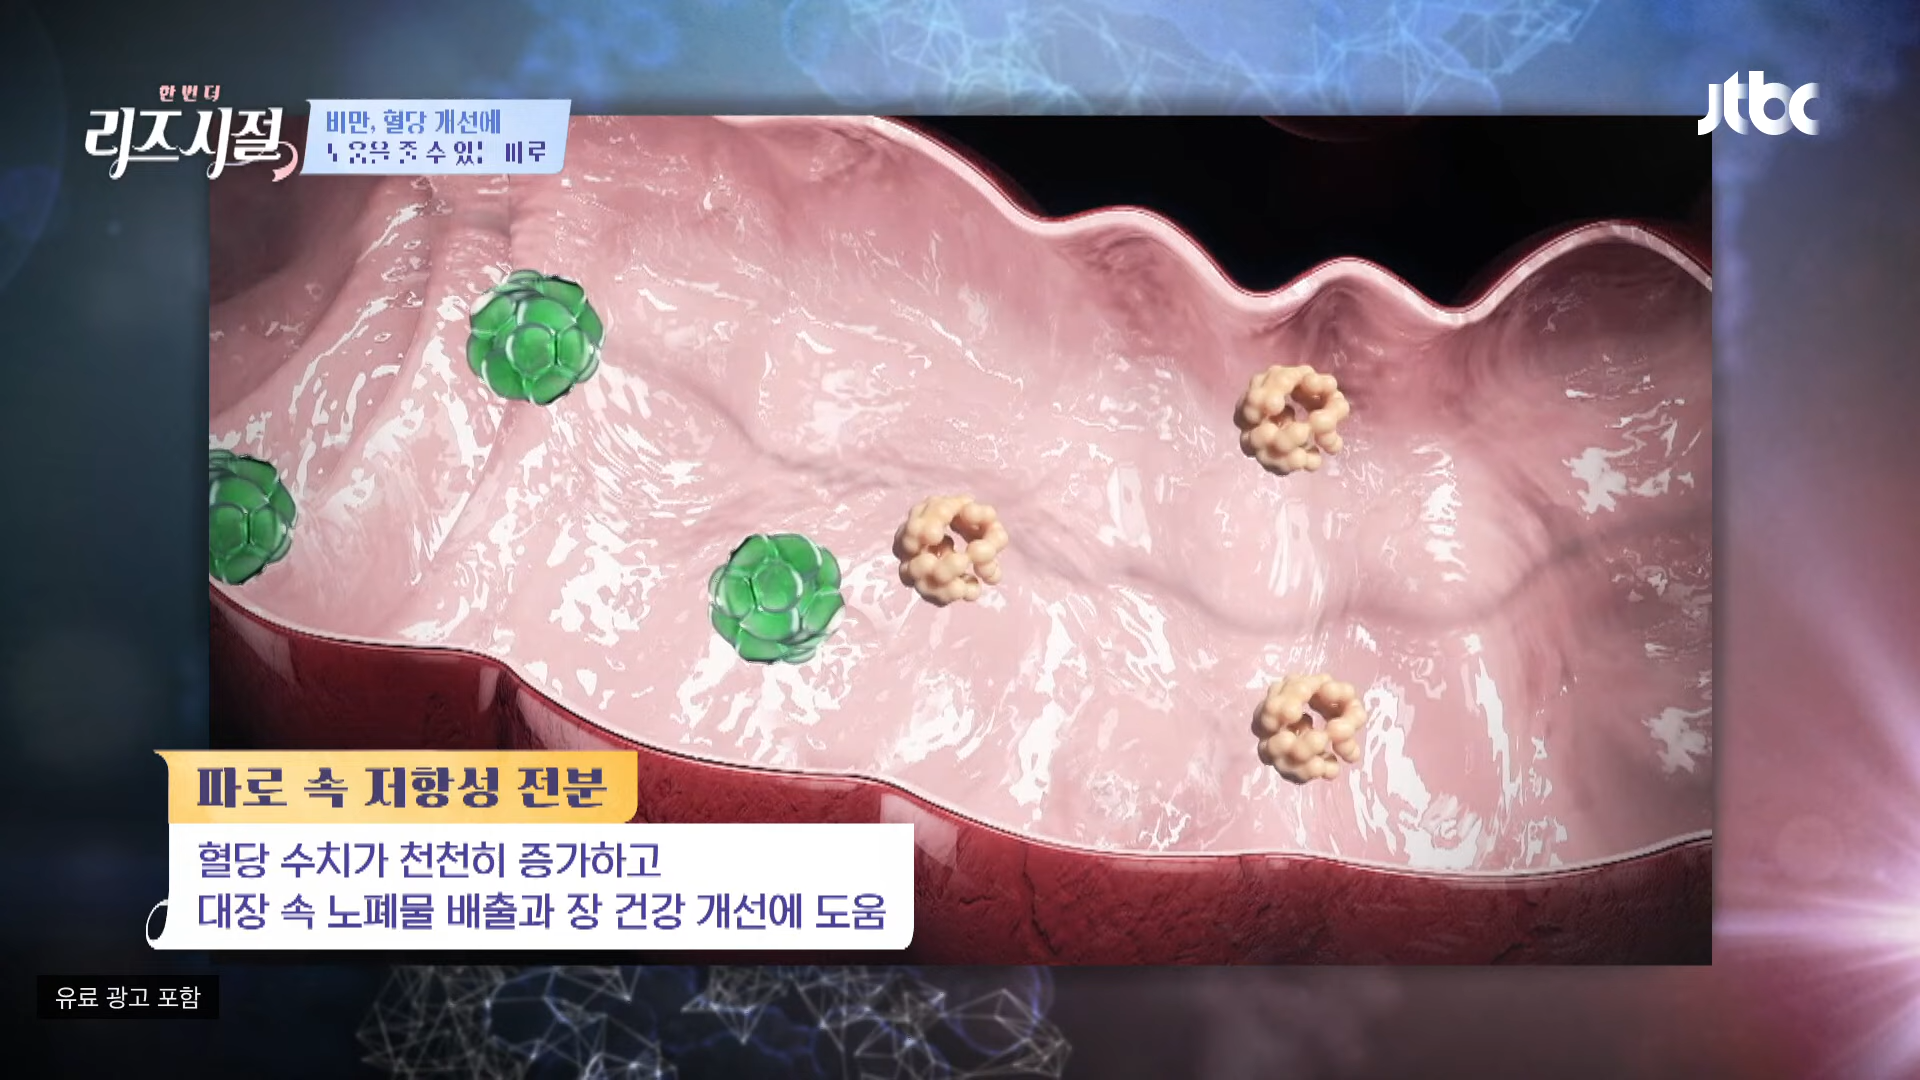 한 번 더
리즈시절
비만, 혈당 개선에
수 있
jtbc
파로 속 저항성 전분
혈당 수치가 천천히 증가하고
대장 속 노폐물 배출과 장 건강 개선에 도움
유료 광고 포함